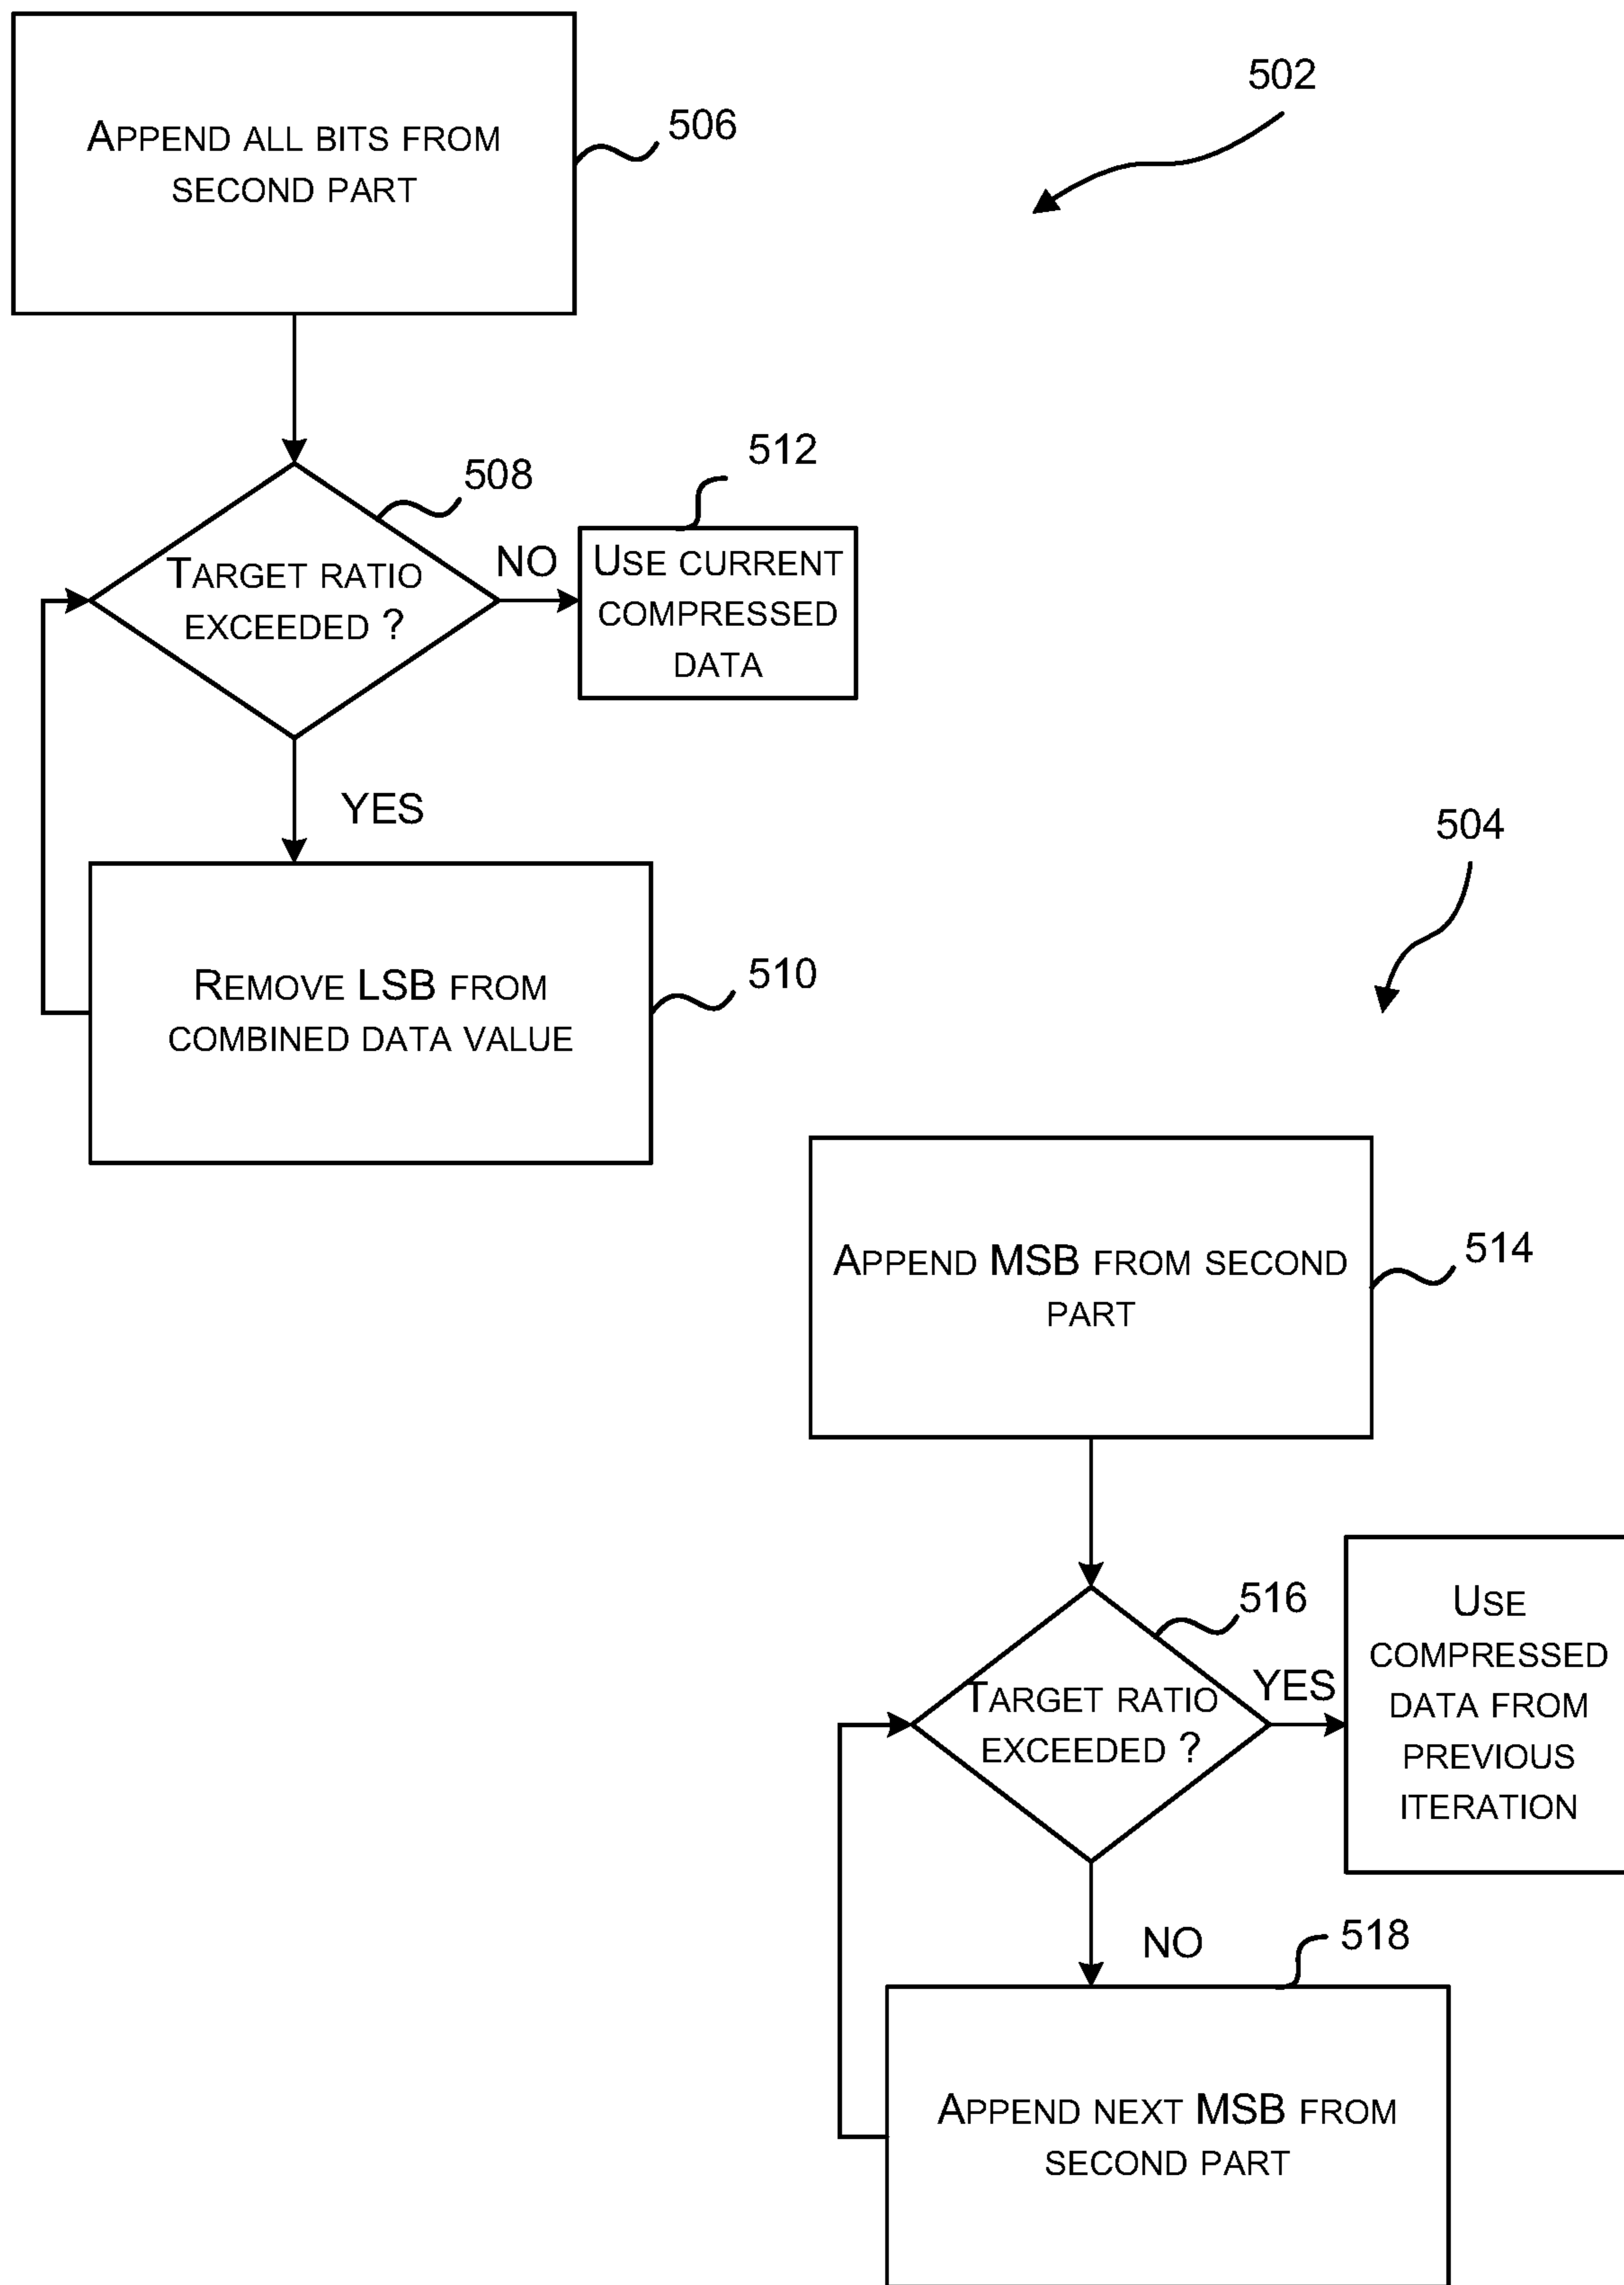 502
APPEND ALL BITS FROM
SECOND PART
506
508
512
TARGET RATIO
EXCEEDED ?
NO
USE CURRENT
COMPRESSED
DATA
YES
REMOVE LSB FROM
COMBINED DATA VALUE
510
504
APPEND MSB FROM SECOND
PART
514
516
TARGET RATIO
EXCEEDED ?
YES
USE
COMPRESSED
DATA FROM
PREVIOUS
ITERATION
NO
518
APPEND NEXT MSB FROM
SECOND PART